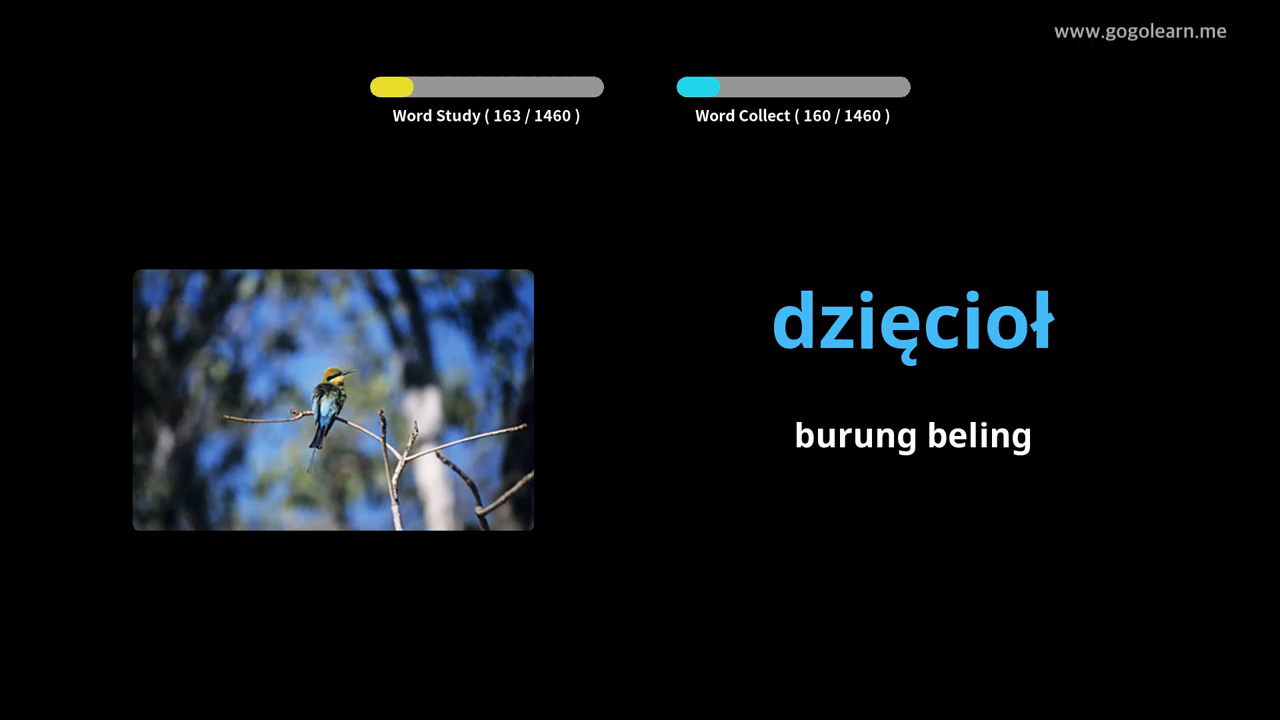 www.gogolearn.me
Word Study ( 163 / 1460 )
Word Collect ( 160 / 1460 )
dzięcioł
burung beling